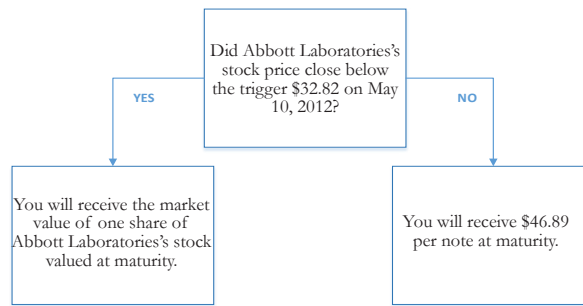 Did Abbott Laboratories's
stock price close below
the trigger $32.82 on May
10, 2012?
YES
NO
You will receive the market
value of one share of
Abbott Laboratories's stock
valued at maturity.
You will receive $46.89
per note at maturity.